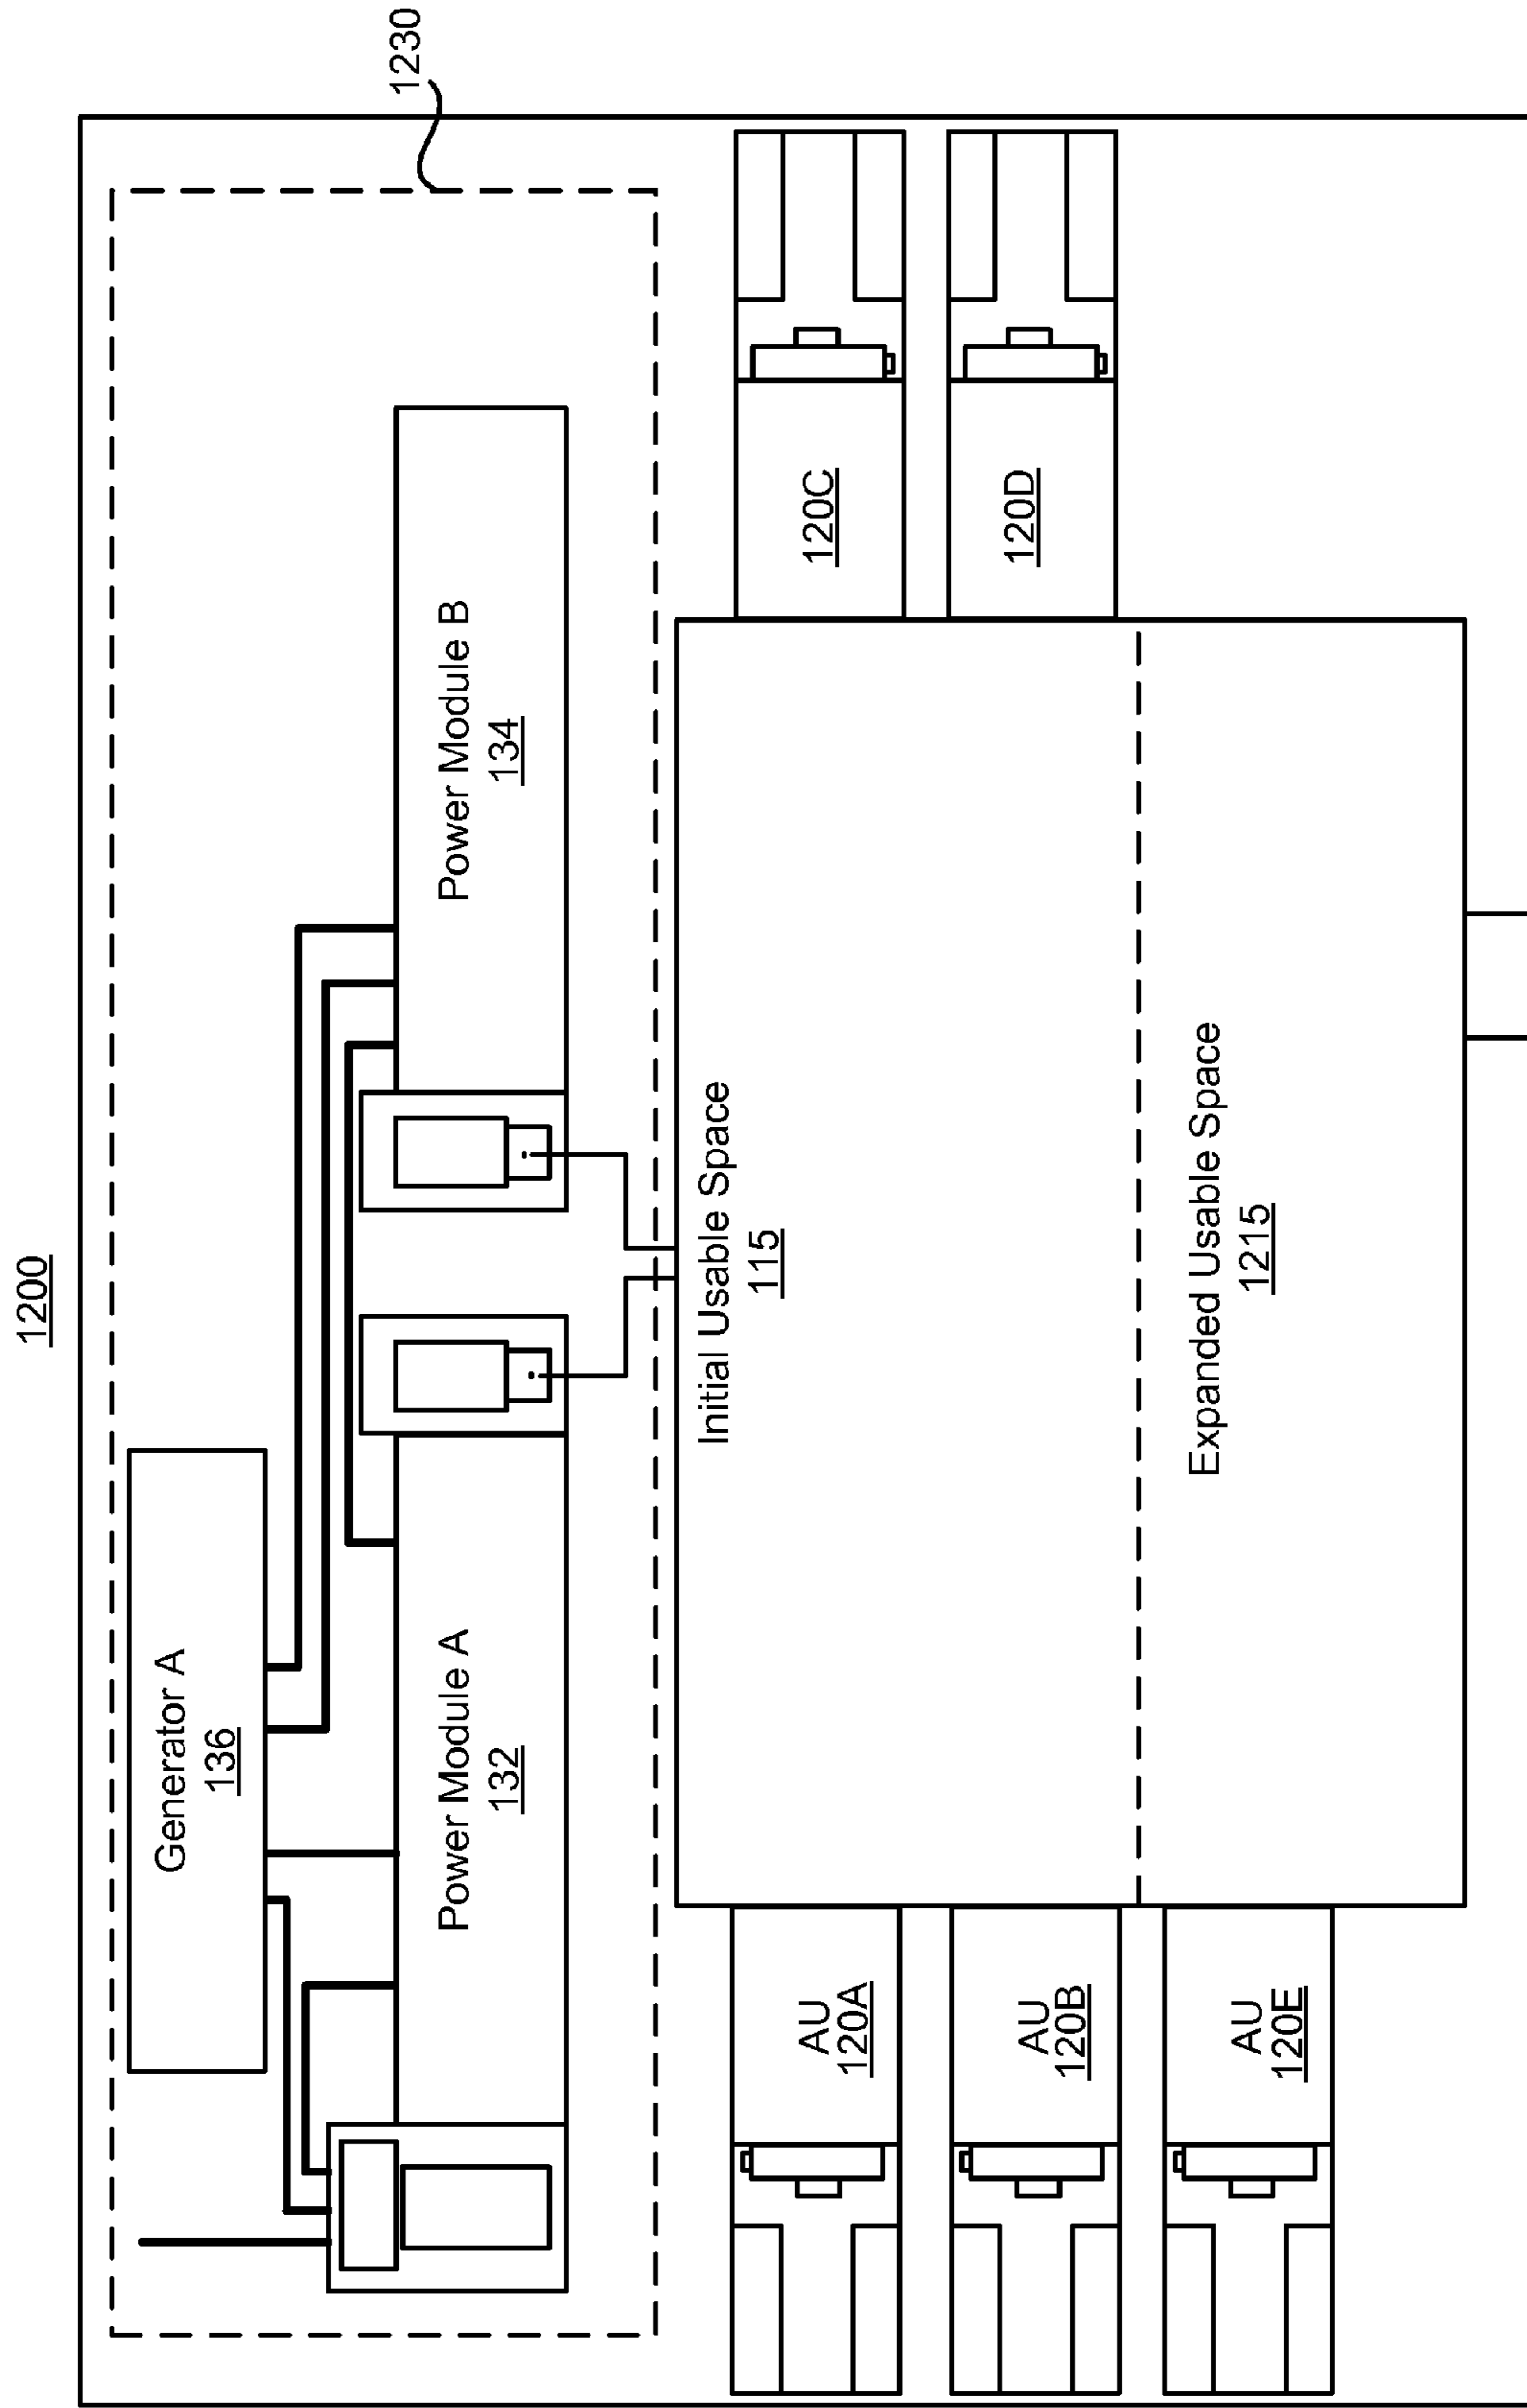 1200
1230
Generator A
136
Power Module A
132
Power Module B
134
Initial Usable Space
115
AU
120A
120C
AU
120B
120D
Expanded Usable Space
1215
AU
120E